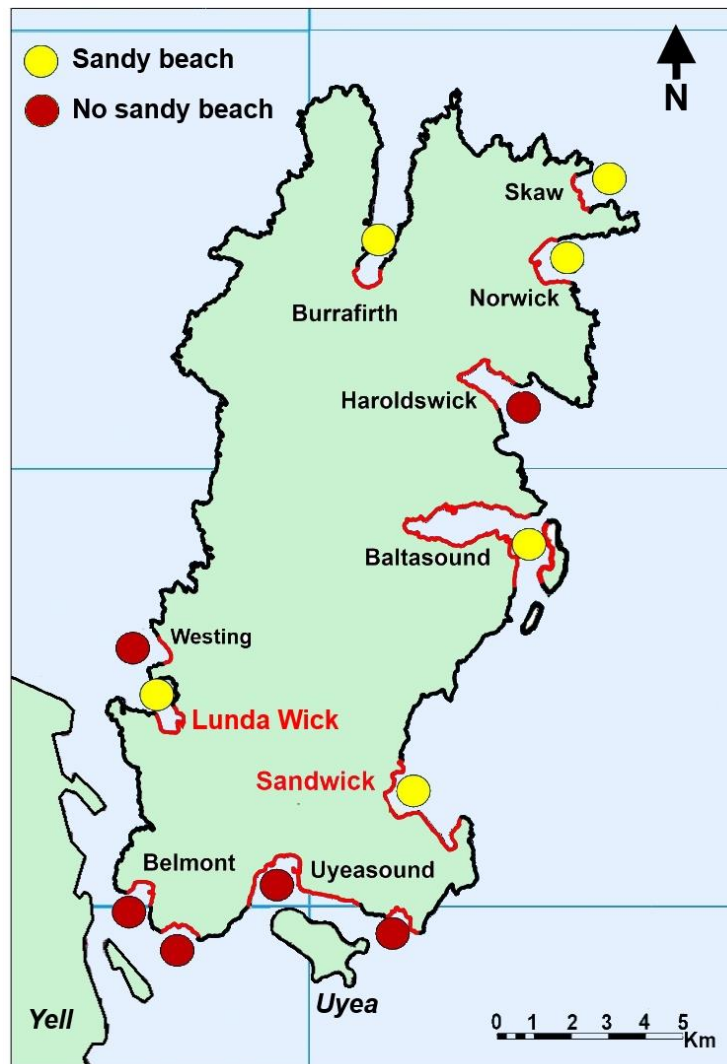 Sandy beach
No sandy beach
N
Skaw
Burrafirth
Norwick
Haroldswick
Baltasound
Westing
Lunda Wick
Sandwick
Belmont
Uyeasound
Uyea
Yell
0 1 2 3 4 5
Km